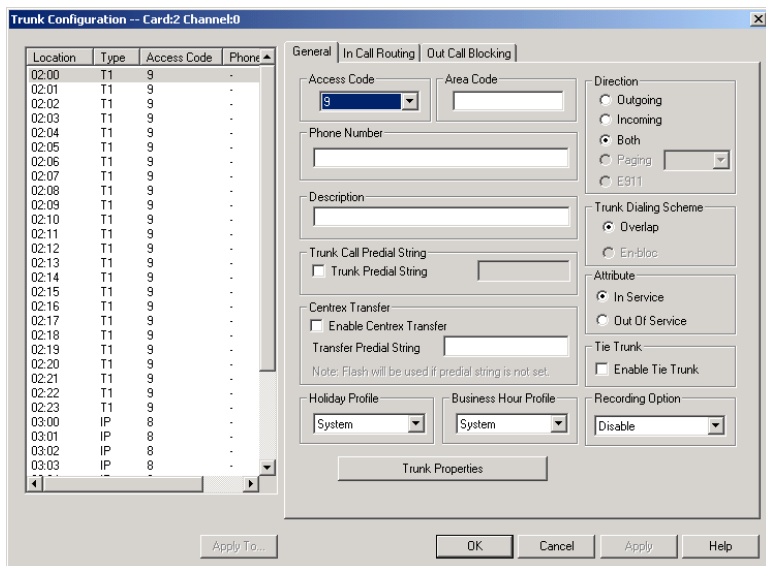 Trunk Configuration -- Card:2 Channel:0
Location Type Access Code Phone
02:00 T1 9 -
02:01 T1 9 -
02:02 T1 9 -
02:03 T1 9 -
02:04 T1 9 -
02:05 T1 9 -
02:06 T1 9 -
02:07 T1 9 -
02:08 T1 9 -
02:09 T1 9 -
02:10 T1 9 -
02:11 T1 9 -
02:12 T1 9 -
02:13 T1 9 -
02:14 T1 9 -
02:15 T1 9 -
02:16 T1 9 -
02:17 T1 9 -
02:18 T1 9 -
02:19 T1 9 -
02:20 T1 9 -
02:21 T1 9 -
02:22 T1 9 -
02:23 T1 9 -
03:00 IP 8 -
03:01 IP 8 -
03:02 IP 8 -
03:03 IP 8 -
Apply To...
General In Call Routing Out Call Blocking
Access Code
9
Area Code
Phone Number
Description
Trunk Call Predial String
Trunk Predial String
Centrex Transfer
Enable Centrex Transfer
Transfer Predial String
Note: Flash will be used if predial string is not set.
Holiday Profile
System
Business Hour Profile
System
Direction
Outgoing
Incoming
Both
Paging
E911
Trunk Dialing Scheme
Overlap
En-bloc
Attribute
In Service
Out Of Service
Tie Trunk
Enable Tie Trunk
Recording Option
Disable
Trunk Properties
OK Cancel Apply Help